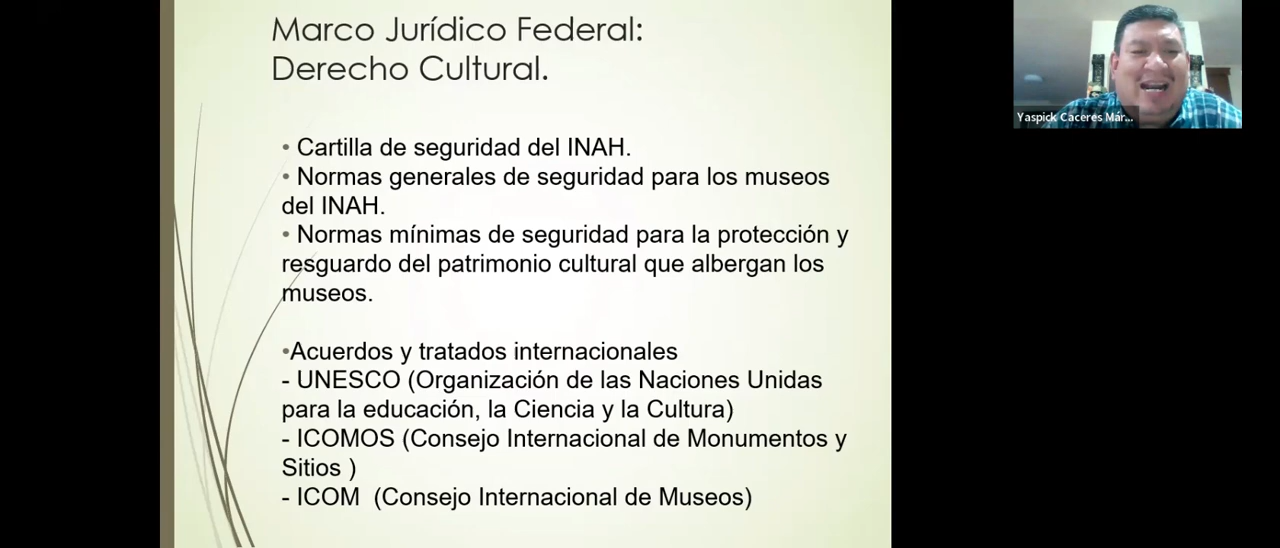 Marco Jurídico Federal:
Derecho Cultural.
• Cartilla de seguridad del INAH.
• Normas generales de seguridad para los museos
del INAH.
• Normas mínimas de seguridad para la protección y
resguardo del patrimonio cultural que albergan los
museos.
•Acuerdos y tratados internacionales
- UNESCO (Organización de las Naciones Unidas
para la educación, la Ciencia y la Cultura)
- ICOMOS (Consejo Internacional de Monumentos y
Sitios )
- ICOM  (Consejo Internacional de Museos)
Yaspick Caceres Már...